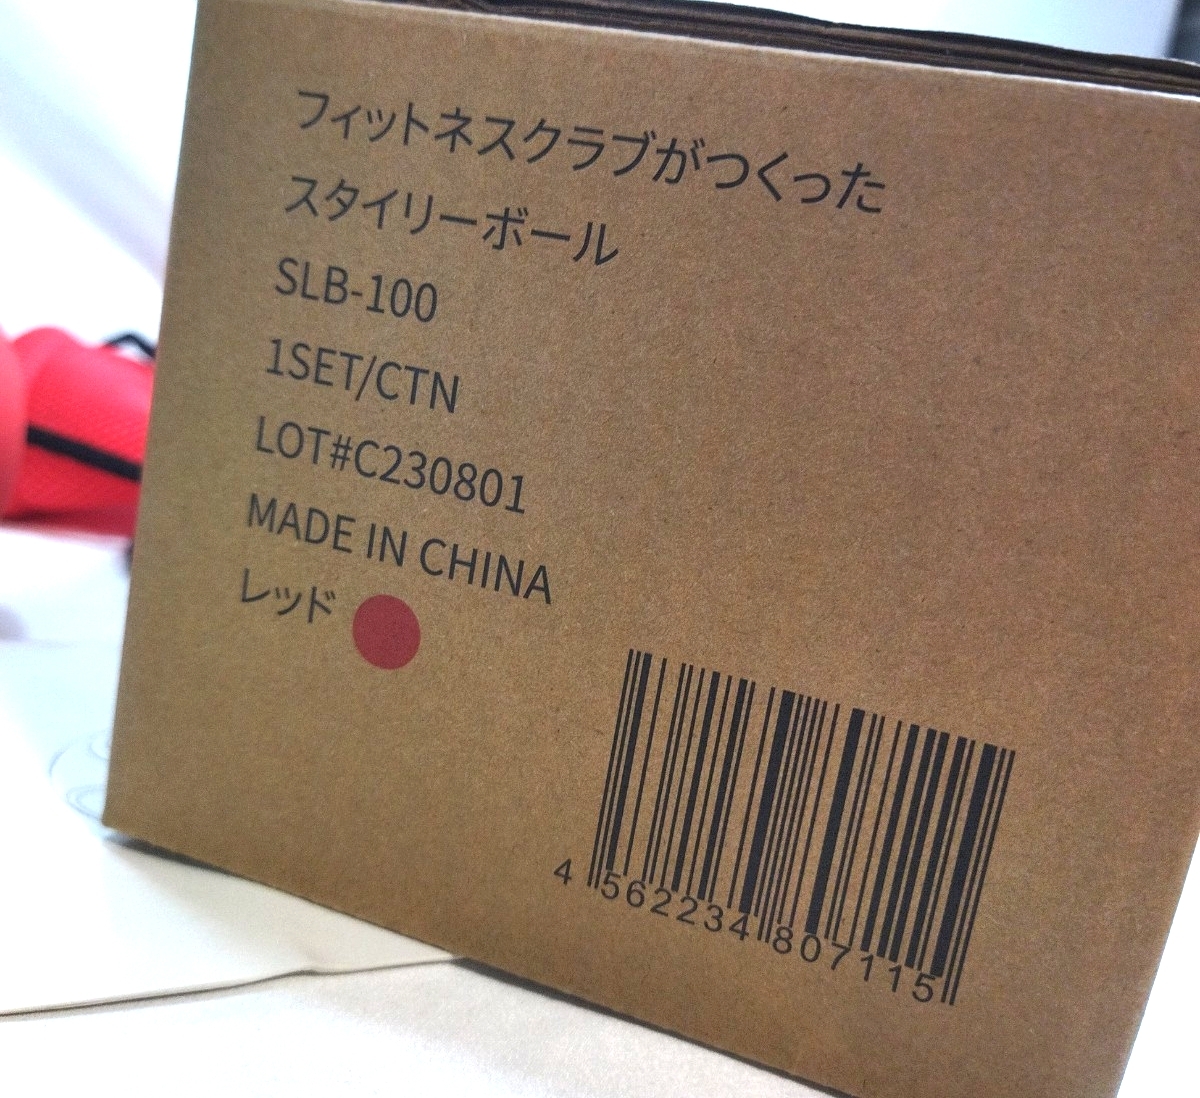 フィットネスクラブがつくった
スタイリーボール
SLB-100
1SET/CTN
LOT#C230801
MADE IN CHINA
レッド
4 562234 807115